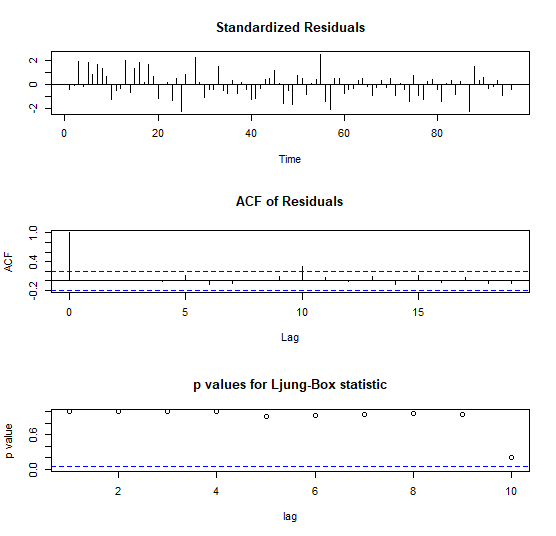 Standardized Residuals
2
0
-2
0 20 40 60 80
Time
ACF of Residuals
1.0
0.4
-0.2
ACF
0 5 10 15
Lag
p values for Ljung-Box statistic
0.6
0.0
p value
2 4 6 8 10
lag